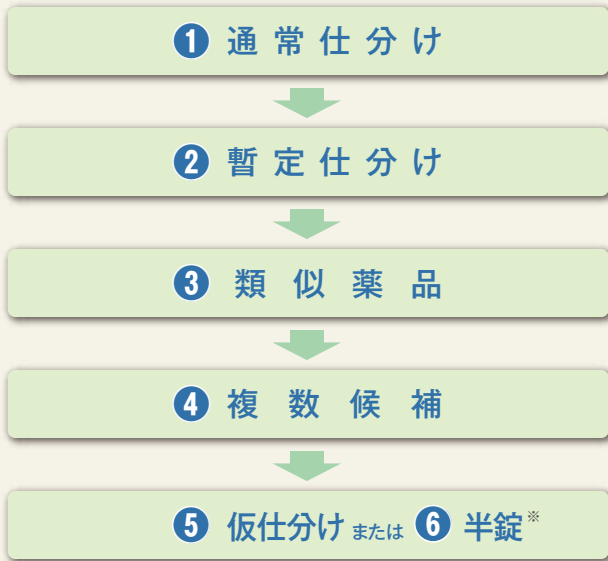 ❶ 通常仕分け
❷ 暫定仕分け
❸ 類似薬品
❹ 複数候補
❺ 仮仕分け または ❻ 半錠※